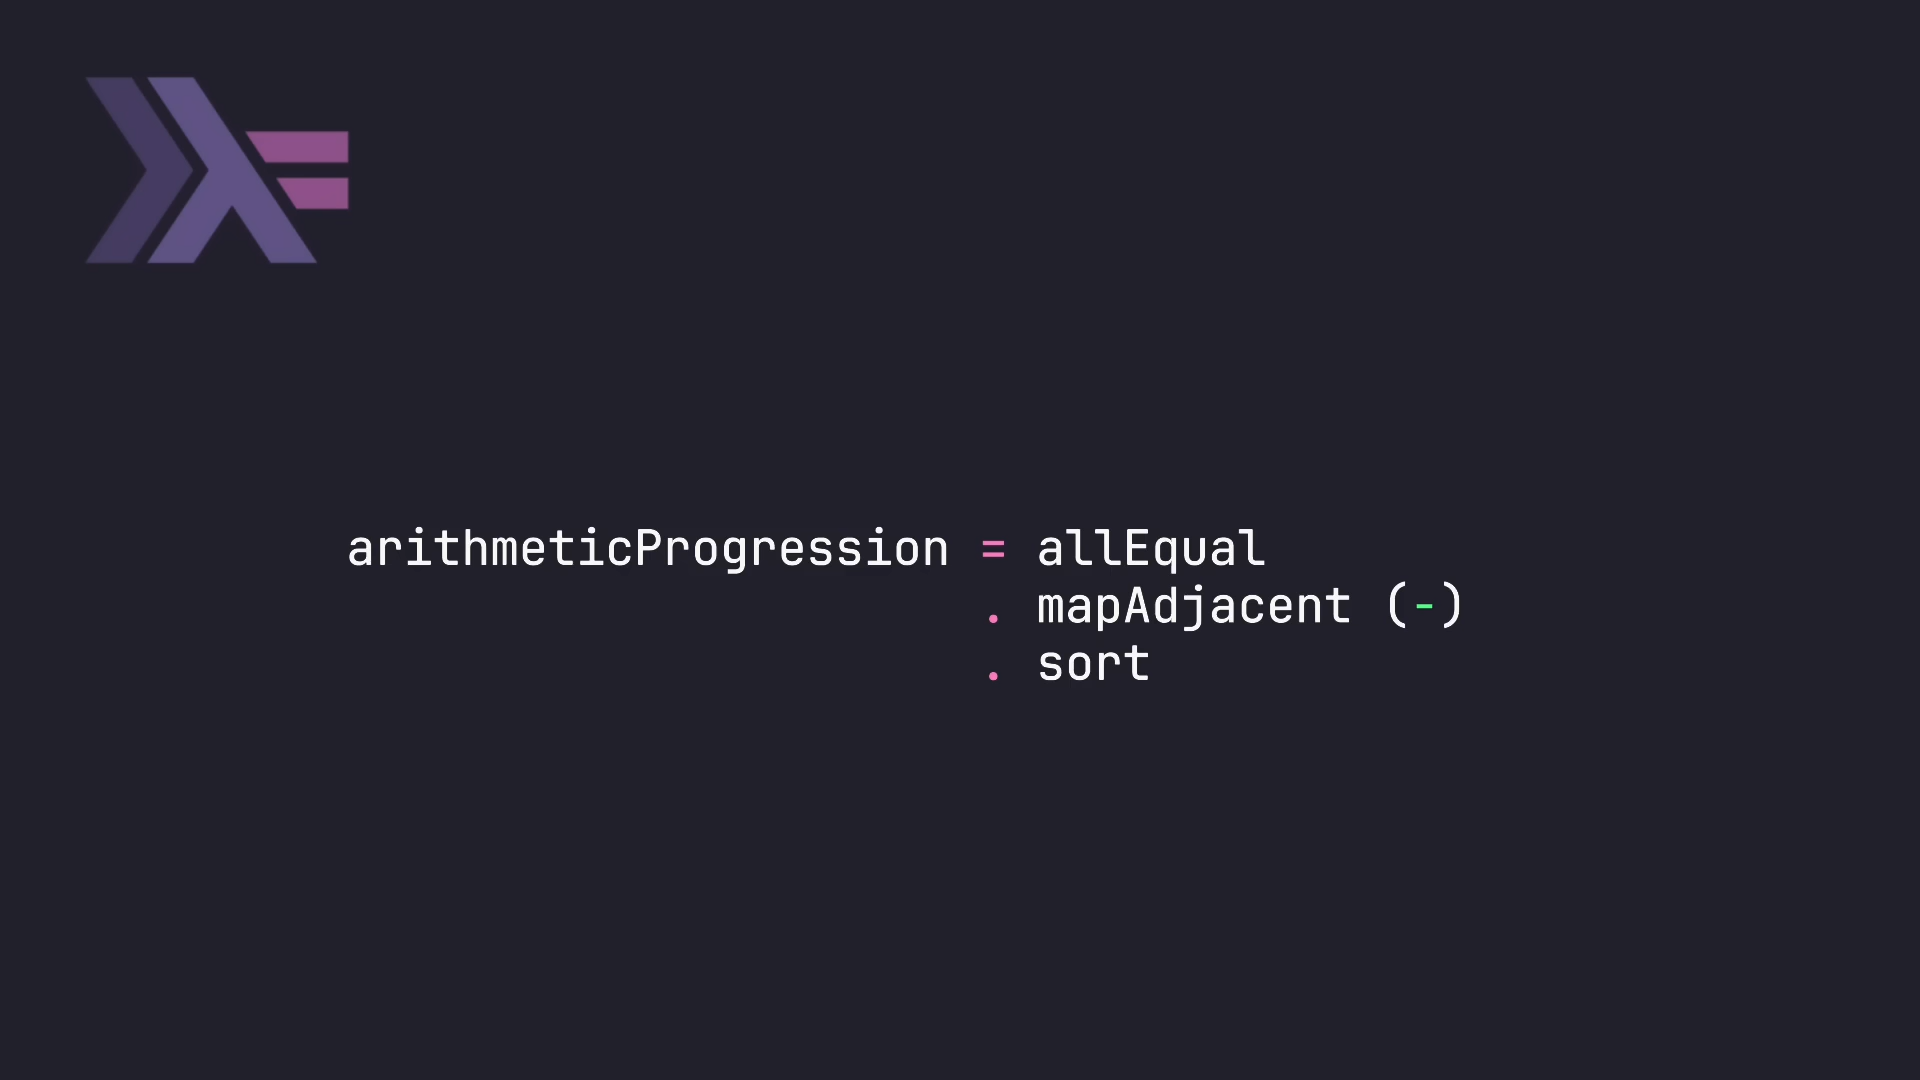 arithmeticProgression = allEqual
. mapAdjacent (-)
. sort